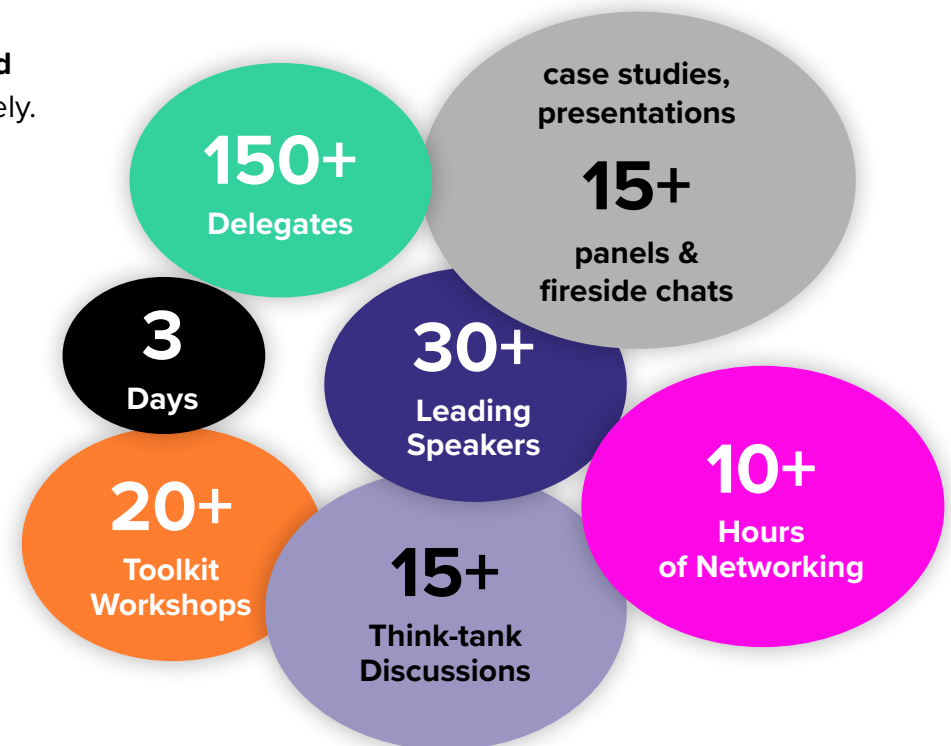 150+
Delegates
case studies,
presentations
15+
panels &
fireside chats
3
Days
30+
Leading
Speakers
20+
Toolkit
Workshops
15+
Think-tank
Discussions
10+
Hours
of Networking